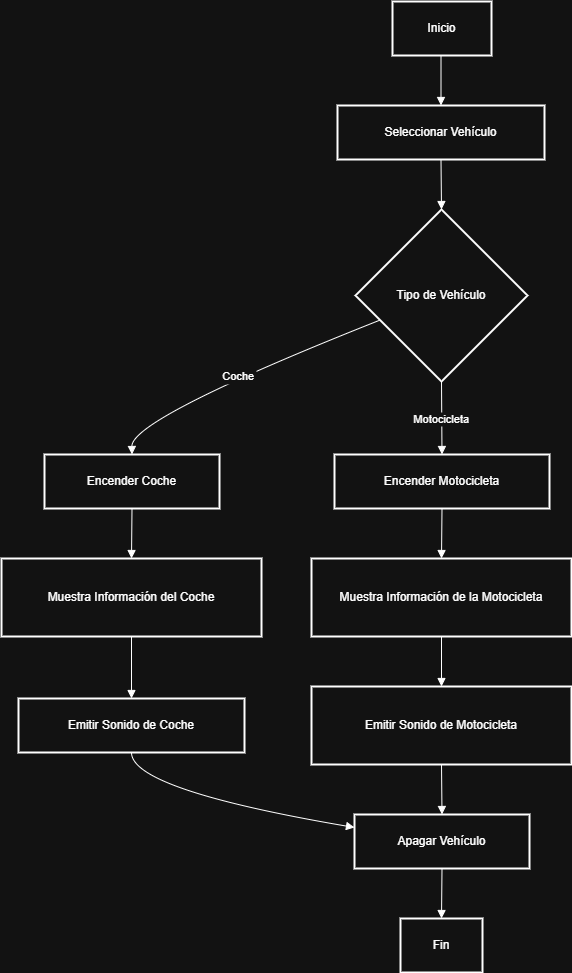 Inicio
Seleccionar Vehículo
Tipo de Vehículo
Coche
Motocicleta
Encender Coche
Encender Motocicleta
Muestra Información del Coche
Muestra Información de la Motocicleta
Emitir Sonido de Coche
Emitir Sonido de Motocicleta
Apagar Vehículo
Fin